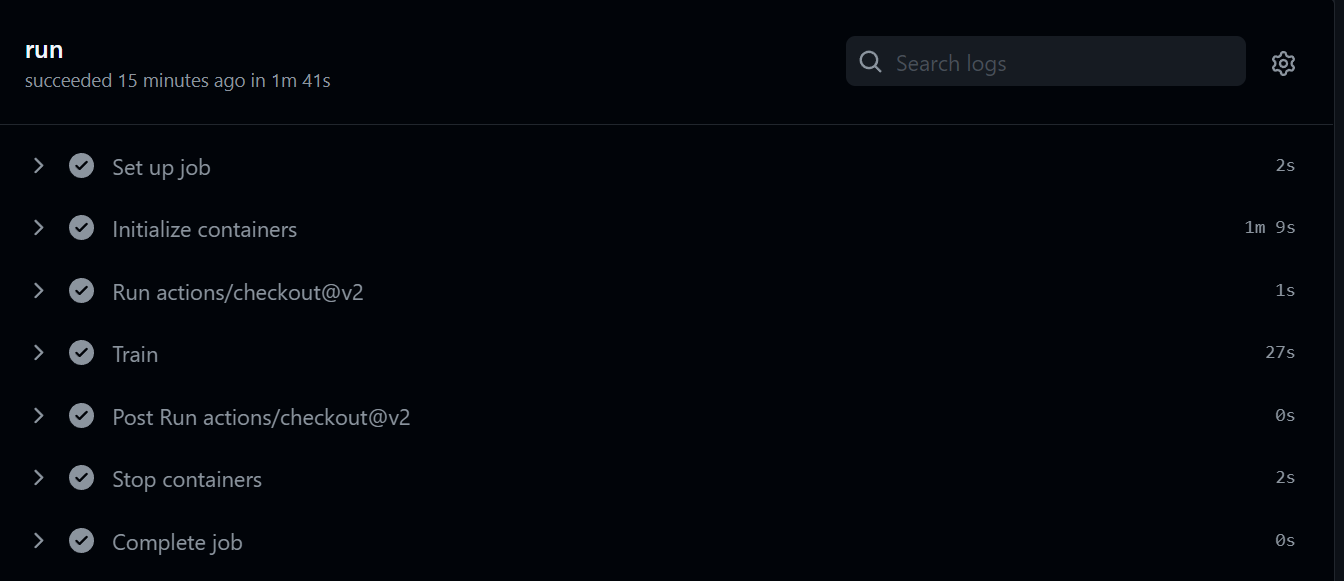 run
succeeded 15 minutes ago in 1m 41s
Search logs
Set up job 2s
Initialize containers 1m 9s
Run actions/checkout@v2 1s
Train 27s
Post Run actions/checkout@v2 0s
Stop containers 2s
Complete job 0s